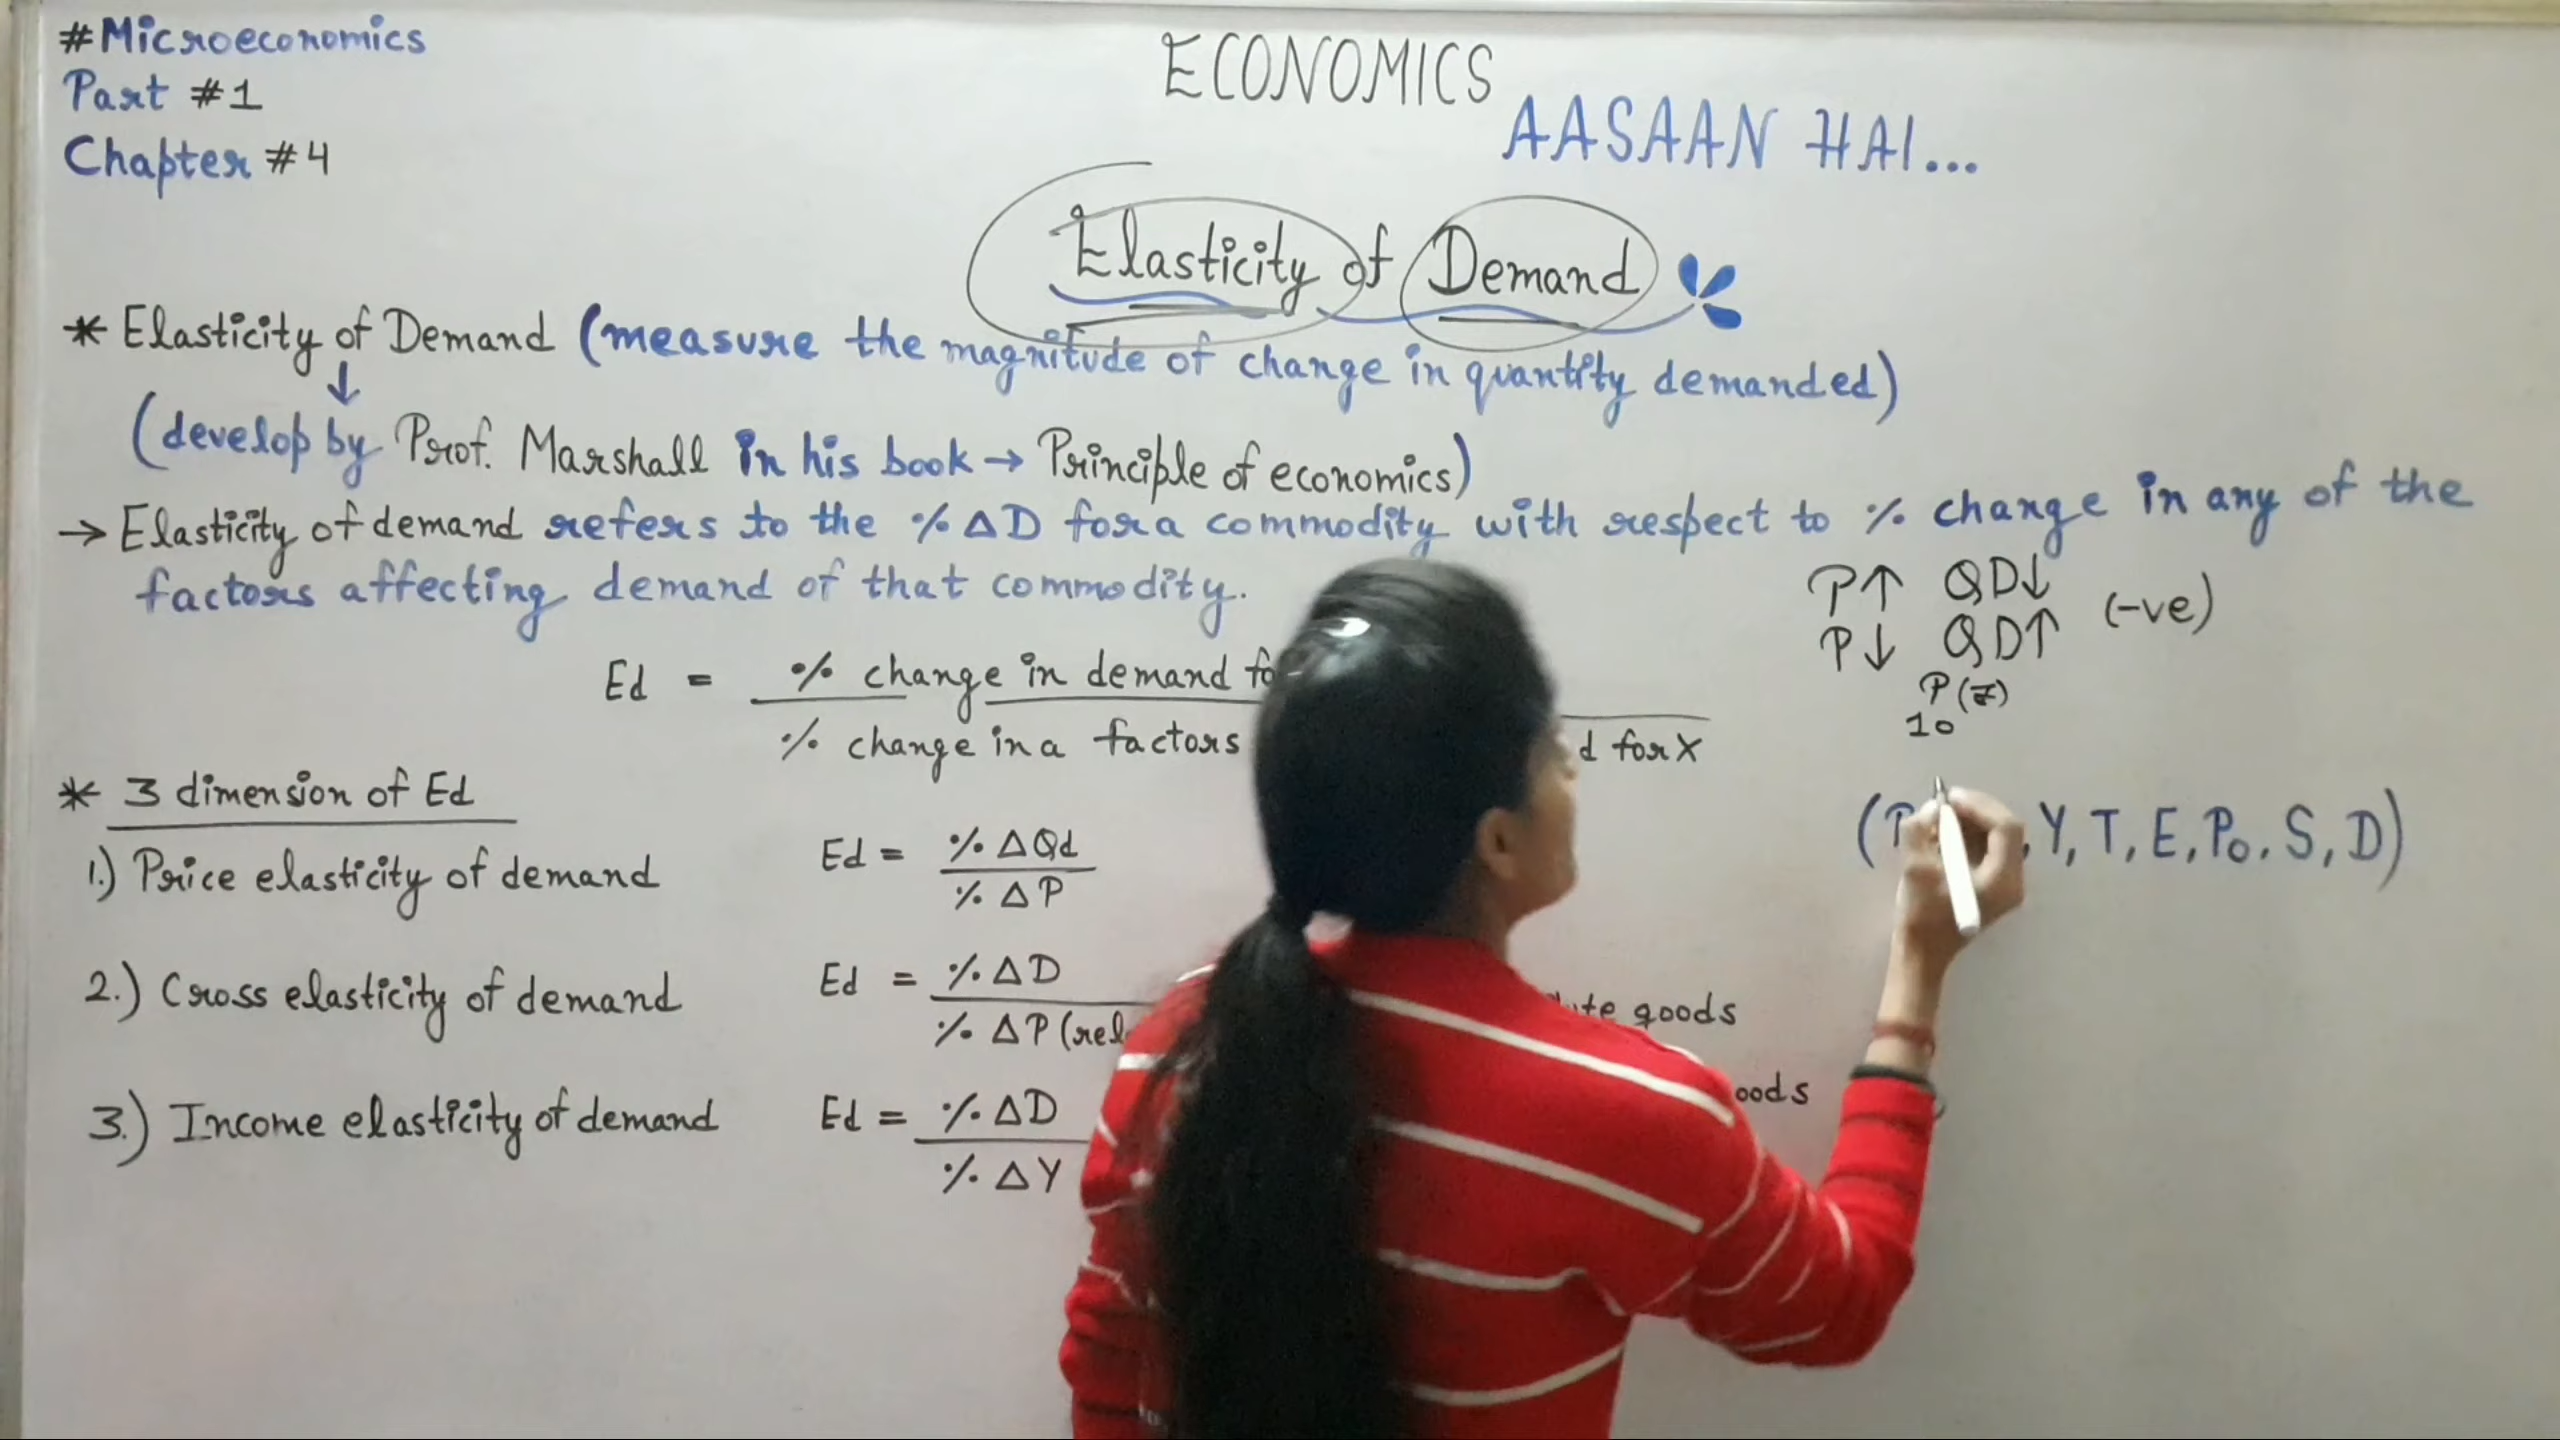 #Microeconomics
Part #1
Chapter #4
ECONOMICS
AASAAN HAI...
Elasticity of Demand
* Elasticity of Demand (measure the magnitude of change in quantity demanded)
↓
(develop by Prof. Marshall in his book → Principle of economics)
→ Elasticity of demand refers to the % ΔD for a commodity with respect to % change in any of the
factors affecting demand of that commodity.
P↑ QD↓
P↓ QD↑ (-ve)
P(₹)
10
Ed = % change in demand
% change in a factors d for X
(P Y, T, E, Po, S, D)
* 3 dimension of Ed
1.) Price elasticity of demand Ed = % ΔQd
% ΔP
2.) Cross elasticity of demand Ed = % ΔD
% ΔP
goods
3.) Income elasticity of demand Ed = % ΔD
% ΔY